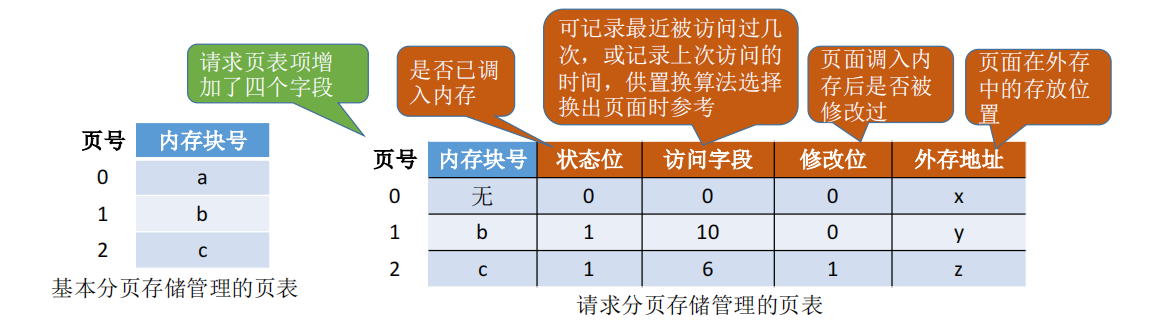 请求页表项增
加了四个字段
是否已调
入内存
可记录最近被访问过几
次，或记录上次访问的
时间，供置换算法选择
换出页面时参考
页面调入内
存后是否被
修改过
页面在外存
中的存放位
置
页号 内存块号
0 a
1 b
2 c
基本分页存储管理的页表
页号 内存块号 状态位 访问字段 修改位 外存地址
0 无 0 0 0 x
1 b 1 10 0 y
2 c 1 6 1 z
请求分页存储管理的页表